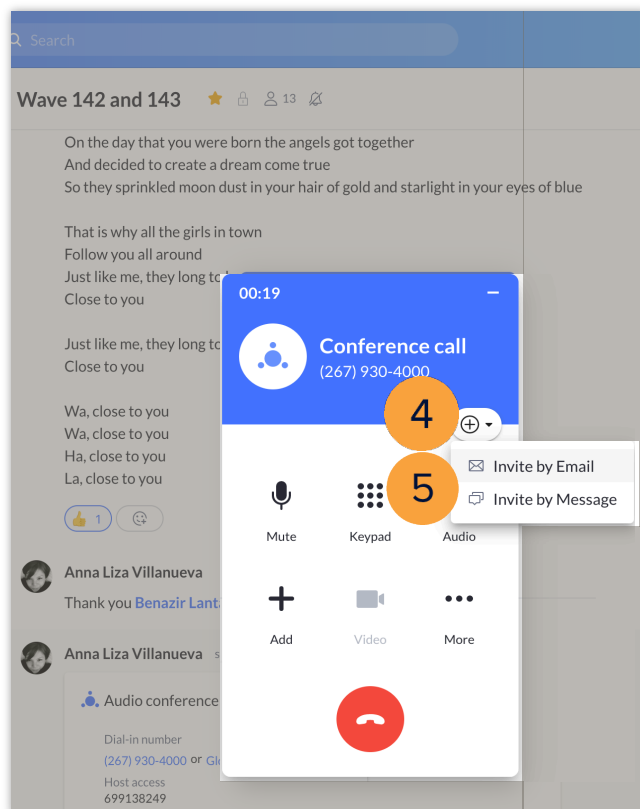 Search
Wave 142 and 143
13
On the day that you were born the angels got together
And decided to create a dream come true
So they sprinkled moon dust in your hair of gold and starlight in your eyes of blue
That is why all the girls in town
Follow you all around
Just like me, they long to
Close to you
Just like me, they long to
Close to you
Wa, close to you
Wa, close to you
Ha, close to you
La, close to you
1
Anna Liza Villanueva
Thank you Benazir
Anna Liza Villanueva
Audio conference
Dial-in number
(267) 930-4000 or
Host access
699138249
00:19
Conference call
(267) 930-4000
4
5
Invite by Email
Invite by Message
Mute
Keypad
Audio
Add
Video
More